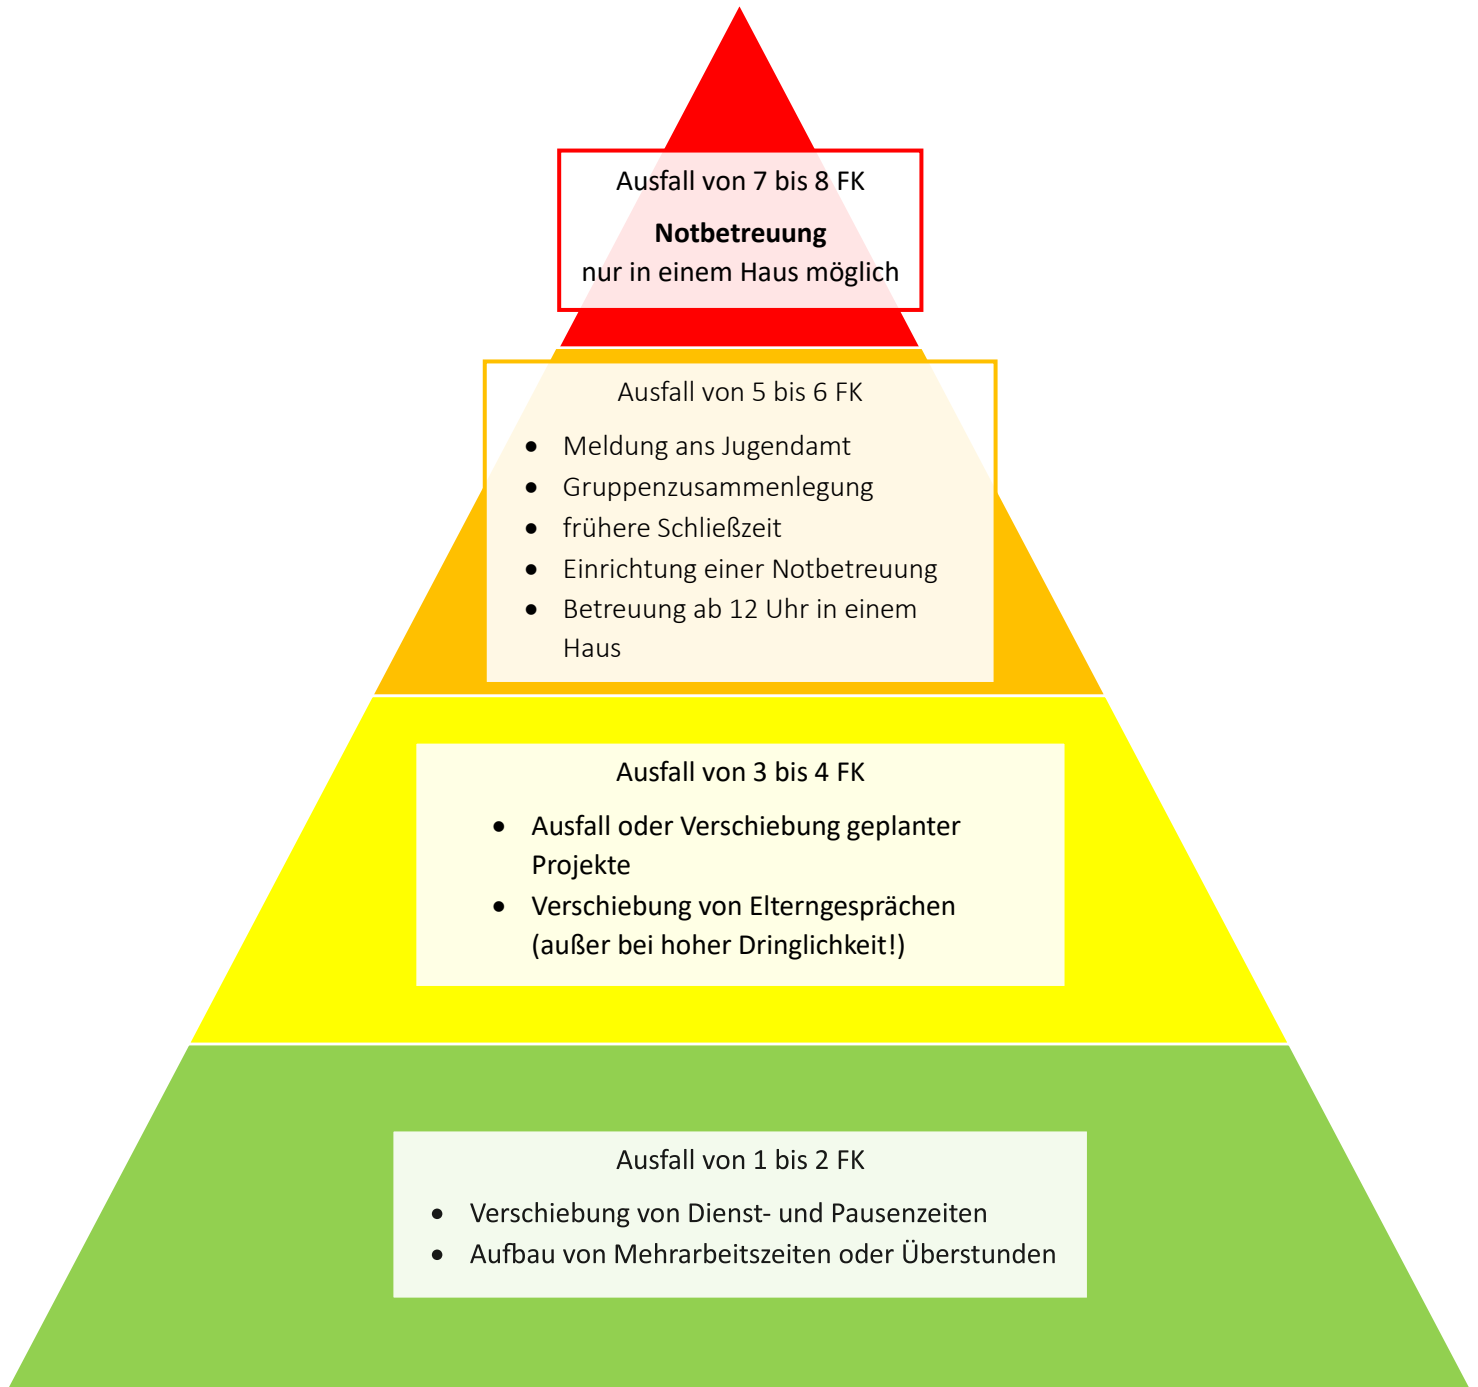 Ausfall von 7 bis 8 FK
Notbetreuung
nur in einem Haus möglich
Ausfall von 5 bis 6 FK
• Meldung ans Jugendamt
• Gruppenzusammenlegung
• frühere Schließzeit
• Einrichtung einer Notbetreuung
• Betreuung ab 12 Uhr in einem
Haus
Ausfall von 3 bis 4 FK
• Ausfall oder Verschiebung geplanter
Projekte
• Verschiebung von Elterngesprächen
(außer bei hoher Dringlichkeit!)
Ausfall von 1 bis 2 FK
• Verschiebung von Dienst- und Pausenzeiten
• Aufbau von Mehrarbeitszeiten oder Überstunden